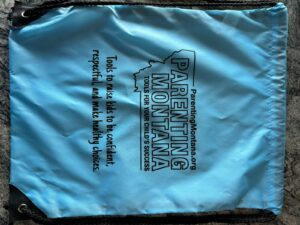 ParentingMontana.org
PARENTING
MONTANA
TOOLS FOR YOUR CHILD'S SUCCESS
Tools to raise kids to be confident,
respectful and make healthy choices.